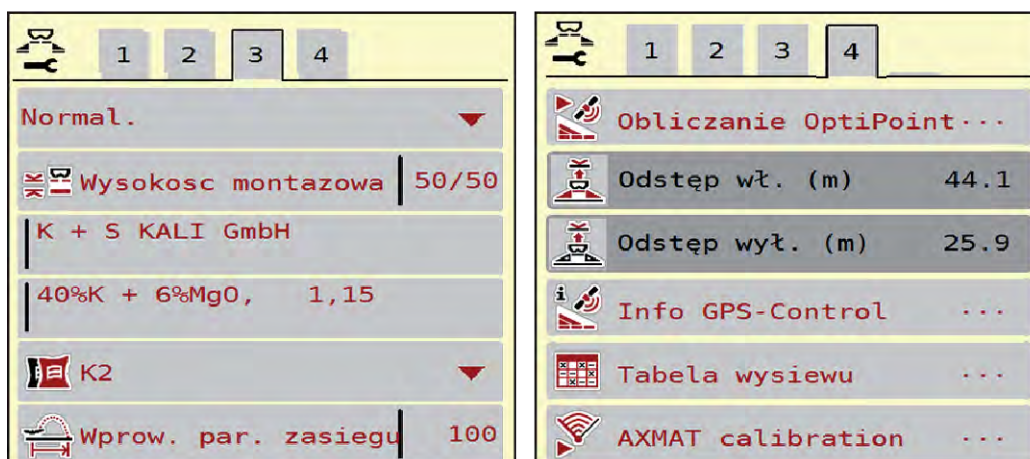 1 2 3 4
Normal.
Wysokosc montazowa 50/50
K + S KALI GmbH
40%K + 6%MgO, 1,15
K2
Wprow. par. zasiegu 100
1 2 3 4
Obliczanie OptiPoint...
Odstęp wł. (m) 44.1
Odstęp wył. (m) 25.9
i
Info GPS-Control ...
Tabela wysiewu ...
AXMAT calibration ...